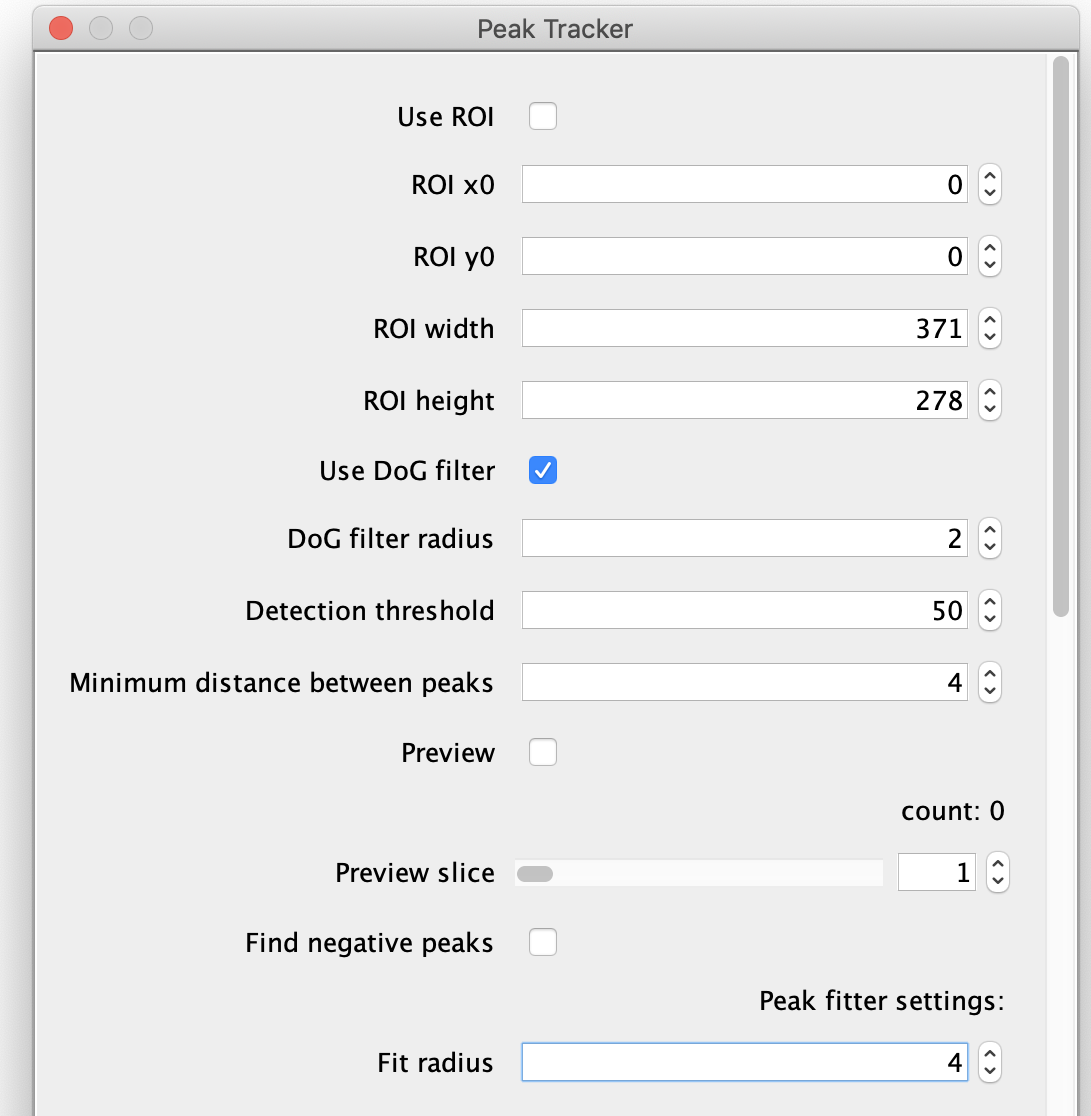 Peak Tracker
Use ROI
ROI x0 0
ROI y0 0
ROI width 371
ROI height 278
Use DoG filter
DoG filter radius 2
Detection threshold 50
Minimum distance between peaks 4
Preview
count: 0
Preview slice 1
Find negative peaks
Peak fitter settings:
Fit radius 4